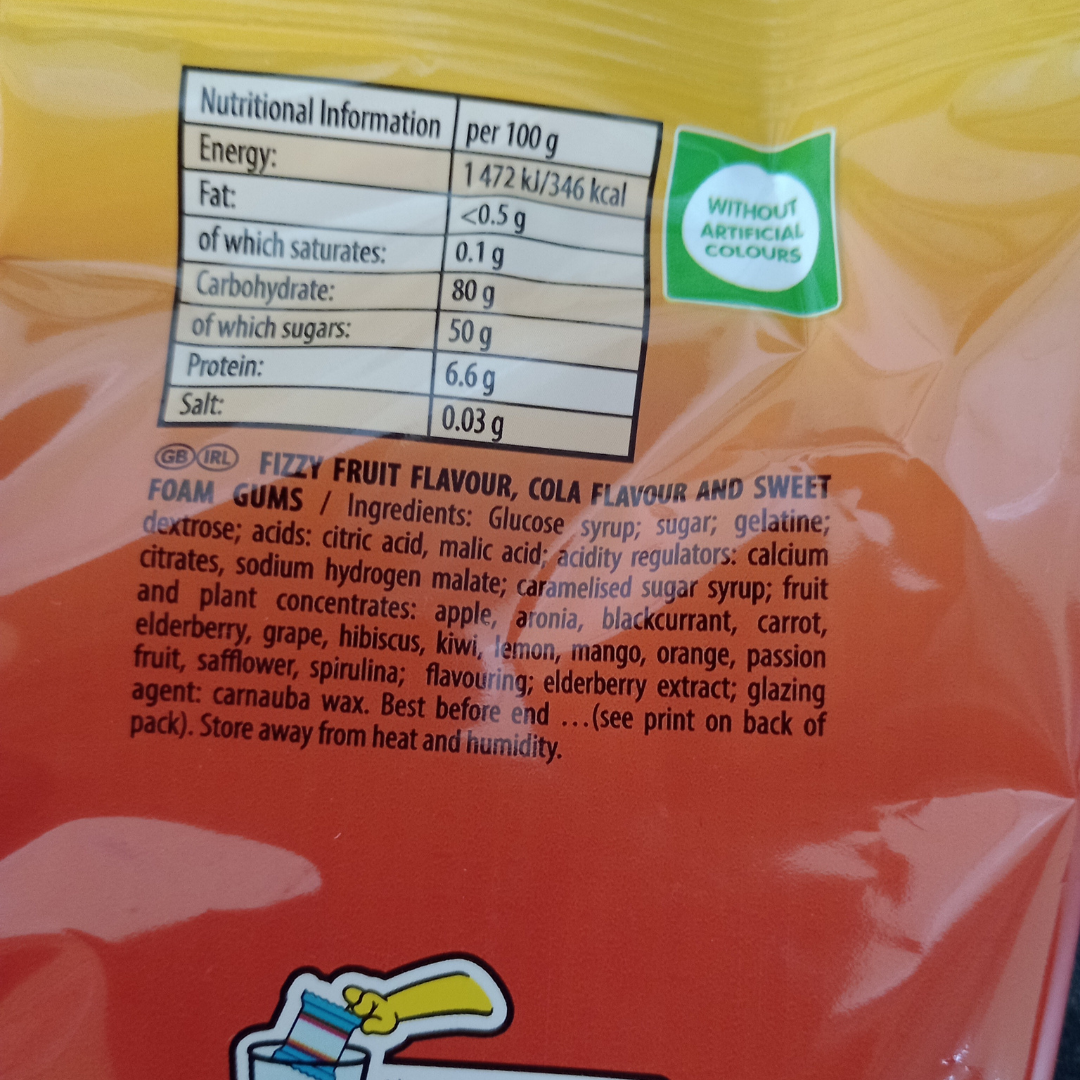 Nutritional Information per 100 g
Energy: 1 472 kJ/346 kcal
Fat: <0.5 g
of which saturates: 0.1 g
Carbohydrate: 80 g
of which sugars: 50 g
Protein: 6.6 g
Salt: 0.03 g
WITHOUT
ARTIFICIAL
COLOURS
GB IRL FIZZY FRUIT FLAVOUR, COLA FLAVOUR AND SWEET
FOAM GUMS / Ingredients: Glucose syrup; sugar; gelatine;
dextrose; acids: citric acid, malic acid; acidity regulators: calcium
citrates, sodium hydrogen malate; caramelised sugar syrup; fruit
and plant concentrates: apple, aronia, blackcurrant, carrot,
elderberry, grape, hibiscus, kiwi, lemon, mango, orange, passion
fruit, safflower, spirulina; flavouring; elderberry extract; glazing
agent: carnauba wax. Best before end ...(see print on back of
pack). Store away from heat and humidity.